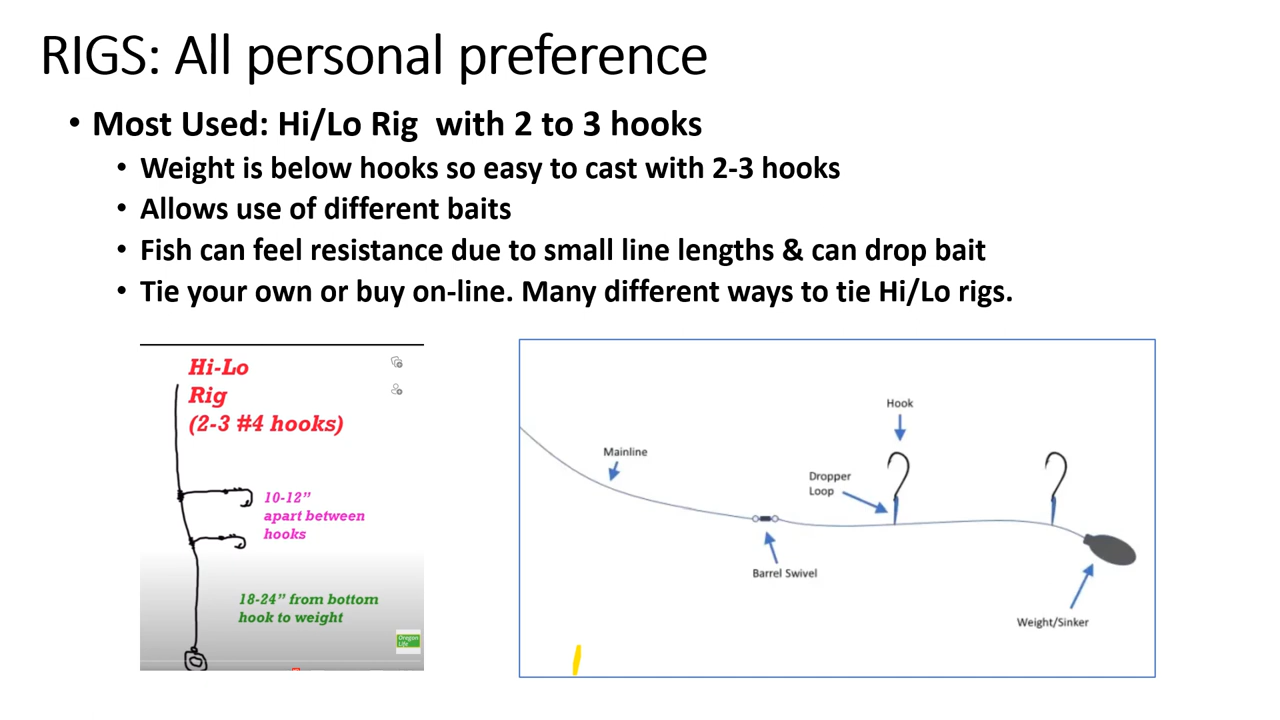 RIGS: All personal preference
• Most Used: Hi/Lo Rig with 2 to 3 hooks
• Weight is below hooks so easy to cast with 2-3 hooks
• Allows use of different baits
• Fish can feel resistance due to small line lengths & can drop bait
• Tie your own or buy on-line. Many different ways to tie Hi/Lo rigs.
Hi-Lo
Rig
(2-3 #4 hooks)
10-12”
apart between
hooks
18-24” from bottom
hook to weight
Oregon
Life
Hook
Mainline
Dropper
Loop
Barrel Swivel
Weight/Sinker